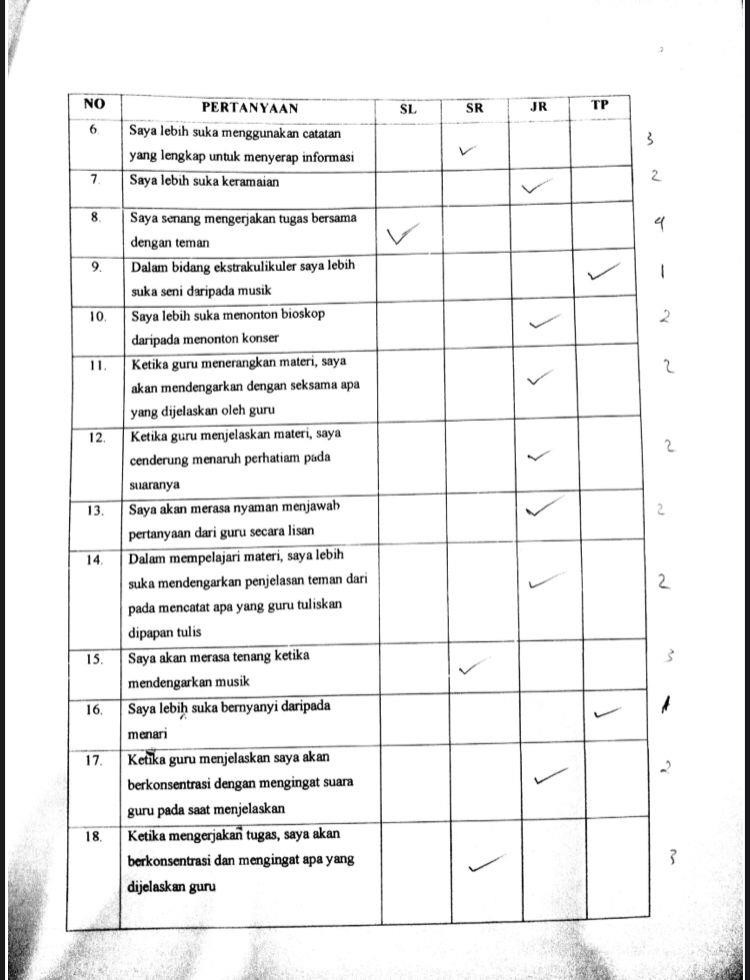 NO PERTANYAAN SL SR JR TP
6. Saya lebih suka menggunakan catatan ✓ 3
yang lengkap untuk menyerap informasi
7. Saya lebih suka keramaian ✓ 2
8. Saya senang mengerjakan tugas bersama ✓ 4
dengan teman
9. Dalam bidang ekstrakulikuler saya lebih ✓ 1
suka seni daripada musik
10. Saya lebih suka menonton bioskop ✓ 2
daripada menonton konser
11. Ketika guru menerangkan materi, saya ✓ 2
akan mendengarkan dengan seksama apa
yang dijelaskan oleh guru
12. Ketika guru menjelaskan materi, saya ✓ 2
cenderung menaruh perhatiam pada
suaranya
13. Saya akan merasa nyaman menjawab ✓ 2
pertanyaan dari guru secara lisan
14. Dalam mempelajari materi, saya lebih ✓ 2
suka mendengarkan penjelasan teman dari
pada mencatat apa yang guru tuliskan
dipapan tulis
15. Saya akan merasa tenang ketika ✓ 3
mendengarkan musik
16. Saya lebih suka bernyanyi daripada ✓ 1
menari
17. Ketika guru menjelaskan saya akan ✓ 2
berkonsentrasi dengan mengingat suara
guru pada saat menjelaskan
18. Ketika mengerjakan tugas, saya akan ✓ 3
berkonsentrasi dan mengingat apa yang
dijelaskan guru